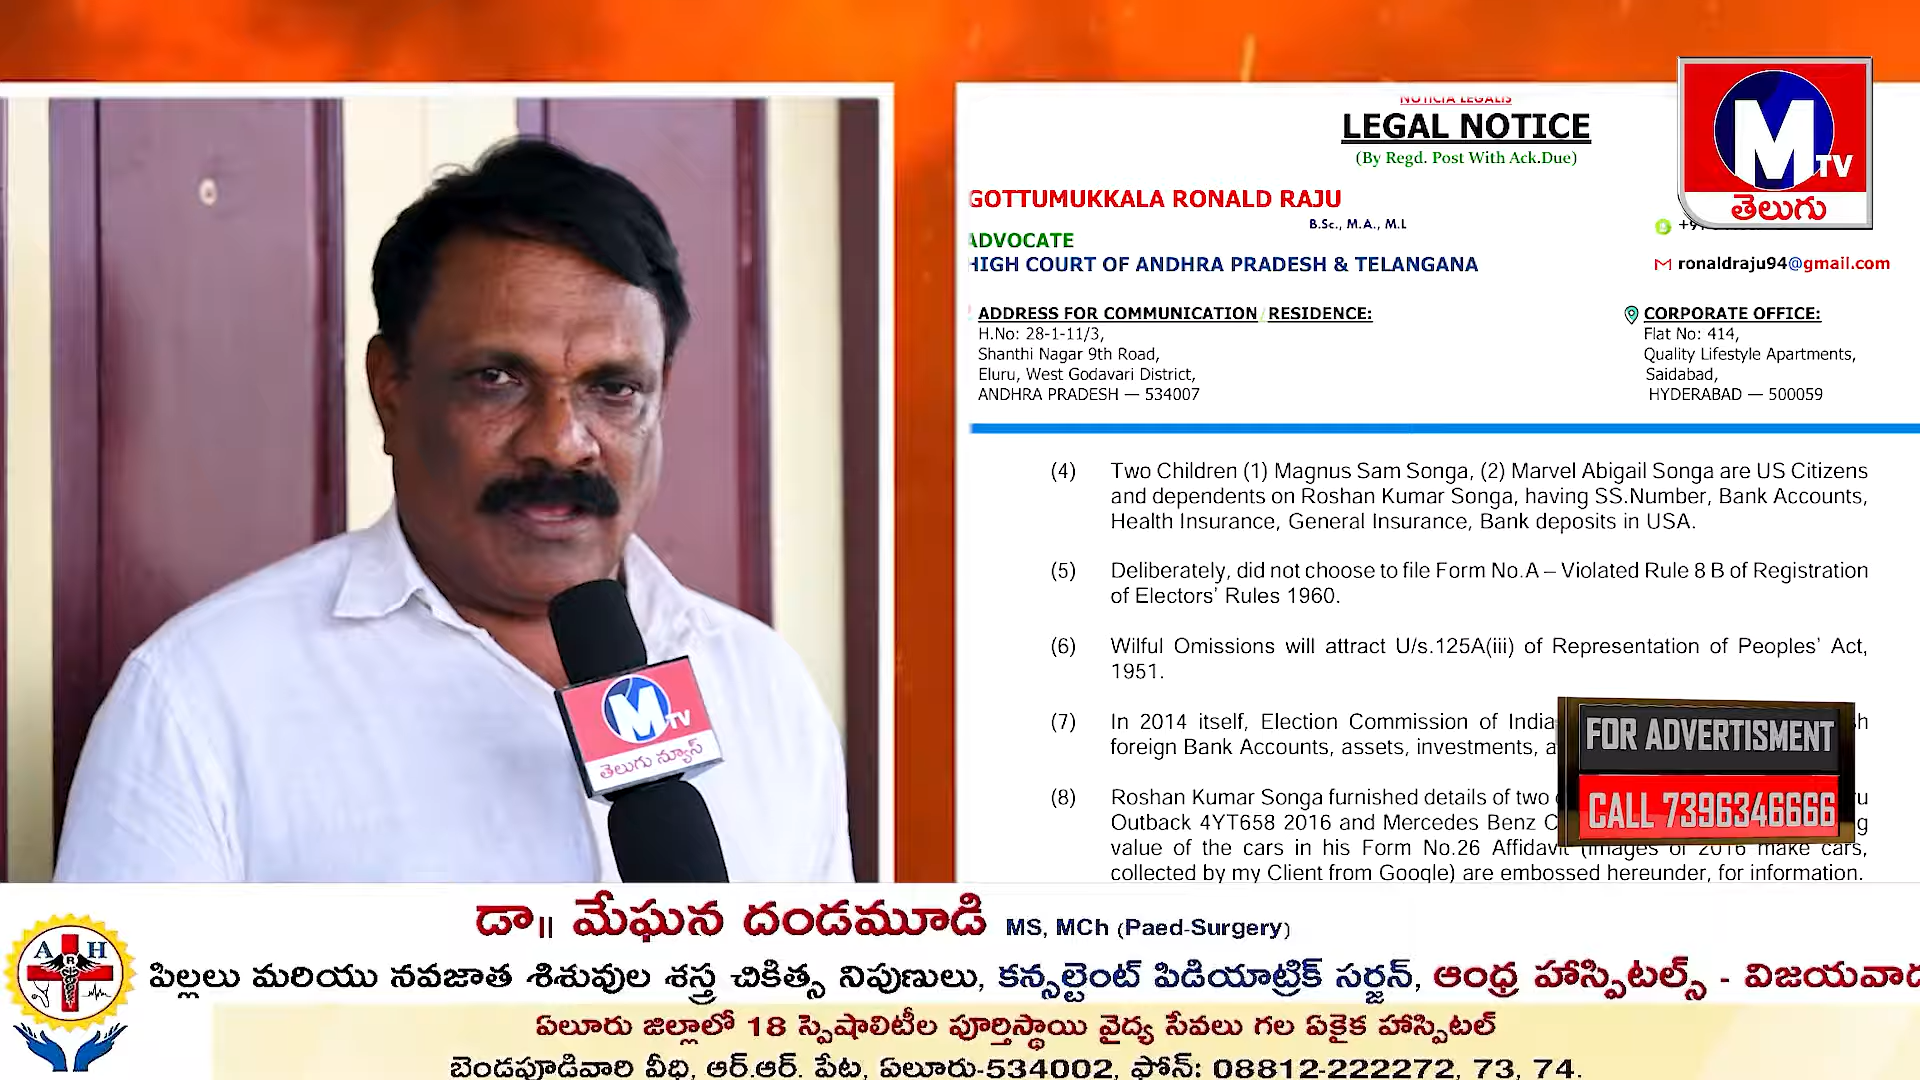 NOTICIA LEGALIS
LEGAL NOTICE
(By Regd. Post With Ack.Due)
M TV
తెలుగు
GOTTUMUKKALA RONALD RAJU
B.Sc., M.A., M.L
ADVOCATE
HIGH COURT OF ANDHRA PRADESH & TELANGANA
ronaldraju94@gmail.com
ADDRESS FOR COMMUNICATION / RESIDENCE:
H.No: 28-1-11/3,
Shanthi Nagar 9th Road,
Eluru, West Godavari District,
ANDHRA PRADESH — 534007
CORPORATE OFFICE:
Flat No: 414,
Quality Lifestyle Apartments,
Saidabad,
HYDERABAD — 500059
(4) Two Children (1) Magnus Sam Songa, (2) Marvel Abigail Songa are US Citizens
and dependents on Roshan Kumar Songa, having SS.Number, Bank Accounts,
Health Insurance, General Insurance, Bank deposits in USA.
(5) Deliberately, did not choose to file Form No.A – Violated Rule 8 B of Registration
of Electors' Rules 1960.
(6) Wilful Omissions will attract U/s.125A(iii) of Representation of Peoples' Act,
1951.
(7) In 2014 itself, Election Commission of India
foreign Bank Accounts, assets, investments,
(8) Roshan Kumar Songa furnished details of two
Outback 4YT658 2016 and Mercedes Benz
value of the cars in his Form No.26 Affidavit (images of 2016 make cars,
collected by my Client from Google) are embossed hereunder, for information.
FOR ADVERTISMENT
CALL 7396346666
M TV
తెలుగు న్యూస్
డా|| మేఘన దండమూడి MS, MCh (Paed-Surgery)
A R H
పిల్లలు మరియు నవజాత శిశువుల శస్త్ర చికిత్స నిపుణులు, కన్సల్టెంట్ పిడియాట్రిక్ సర్జన్, ఆంధ్ర హాస్పిటల్స్ - విజయవాడ
ఏలూరు జిల్లాలో 18 స్పెషాలిటీల పూర్తిస్థాయి వైద్య సేవలు గల ఏకైక హాస్పిటల్
బెండపూడివారి వీధి, ఆర్.ఆర్. పేట, ఏలూరు-534002, ఫోన్: 08812-222272, 73, 74.